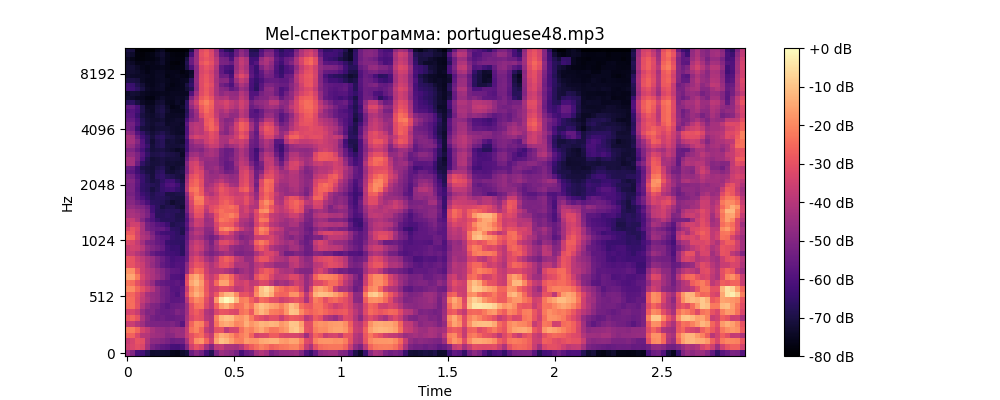 Mel-спектрограмма: portuguese48.mp3
Hz
8192
4096
2048
1024
512
0
0
0.5
1
1.5
2
2.5
Time
+0 dB
-10 dB
-20 dB
-30 dB
-40 dB
-50 dB
-60 dB
-70 dB
-80 dB